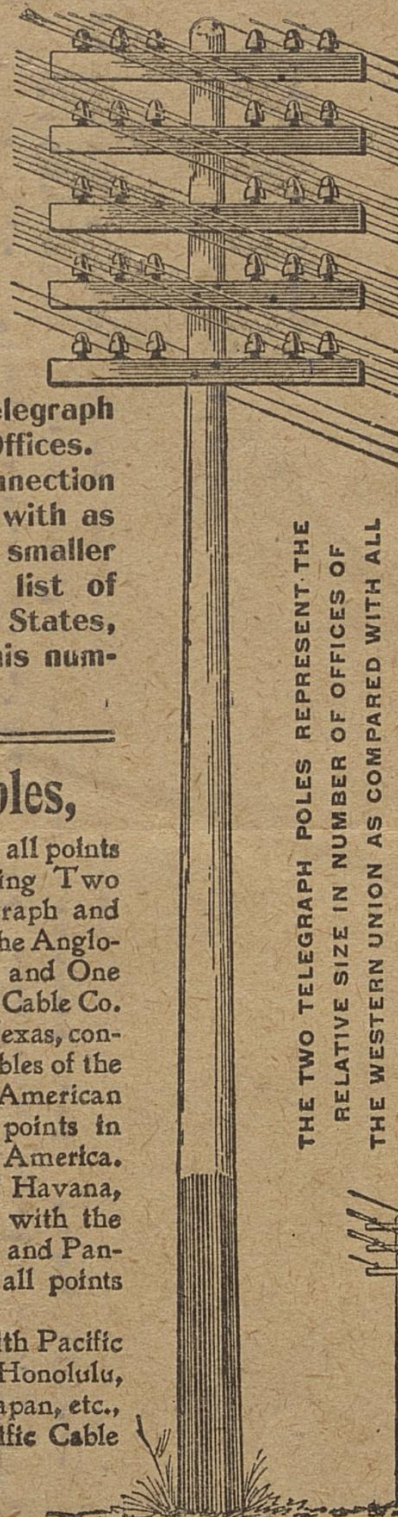 elegraph
Offices.
nnection
with as
smaller
list of
States,
his num-
bles,
all points
ing Two
raph and
he Anglo-
and One
Cable Co.
exas, con-
bles of the
American
points in
America.
Havana,
with the
and Pan-
all points
ith Pacific
Honolulu,
apan, etc.,
ific Cable
THE TWO TELEGRAPH POLES REPRESENT THE
RELATIVE SIZE IN NUMBER OF OFFICES OF
THE WESTERN UNION AS COMPARED WITH ALL